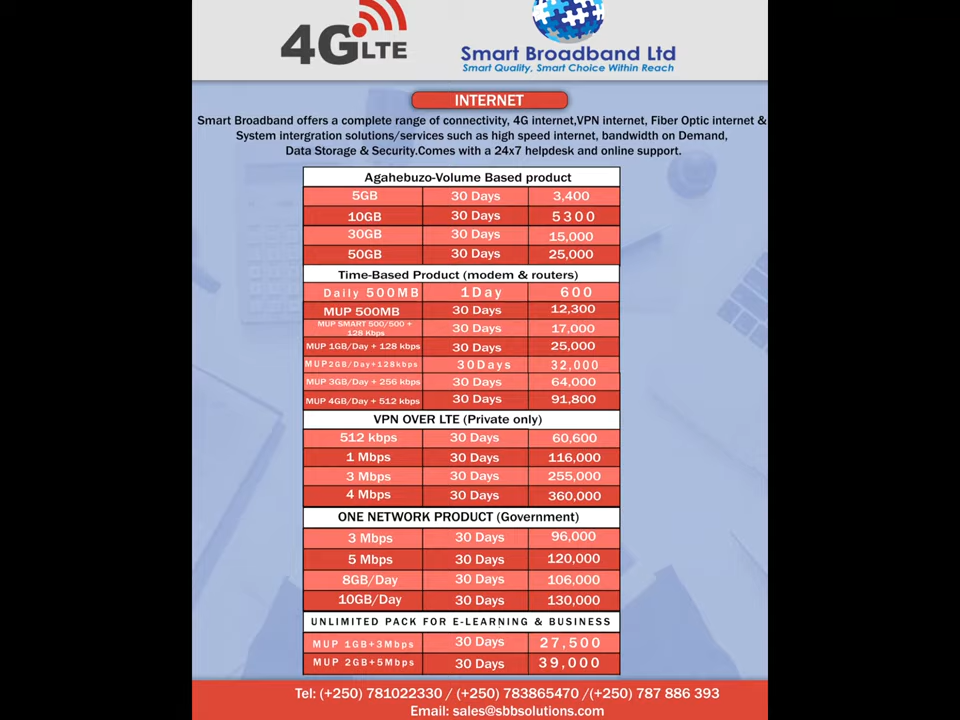 4G LTE
Smart Broadband Ltd
Smart Quality, Smart Choice Within Reach
INTERNET
Smart Broadband offers a complete range of connectivity, 4G internet,VPN internet, Fiber Optic internet &
System intergration solutions/services such as high speed internet, bandwidth on Demand,
Data Storage & Security.Comes with a 24x7 helpdesk and online support.
Agahebuzo-Volume Based product
5GB 30 Days 3,400
10GB 30 Days 5300
30GB 30 Days 15,000
50GB 30 Days 25,000
Time-Based Product (modem & routers)
Daily 500MB 1Day 600
MUP 500MB 30 Days 12,300
MUP SMART 500/500 +
128 Kbps 30 Days 17,000
MUP 1GB/Day + 128 kbps 30 Days 25,000
MUP2GB/Day+128kbps 30Days 32,000
MUP 3GB/Day + 256 kbps 30 Days 64,000
MUP 4GB/Day + 512 kbps 30 Days 91,800
VPN OVER LTE (Private only)
512 kbps 30 Days 60,600
1 Mbps 30 Days 116,000
3 Mbps 30 Days 255,000
4 Mbps 30 Days 360,000
ONE NETWORK PRODUCT (Government)
3 Mbps 30 Days 96,000
5 Mbps 30 Days 120,000
8GB/Day 30 Days 106,000
10GB/Day 30 Days 130,000
UNLIMITED PACK FOR E-LEARNING & BUSINESS
MUP 1GB+3Mbps 30 Days 27,500
MUP 2GB+5Mbps 30 Days 39,000
Tel: (+250) 781022330 / (+250) 783865470 /(+250) 787 886 393
Email: sales@sbbsolutions.com